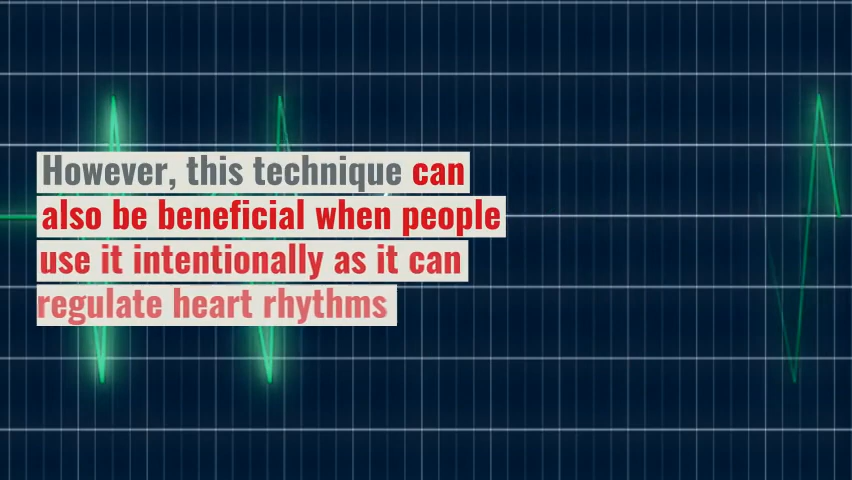 However, this technique can
also be beneficial when people
use it intentionally as it can
regulate heart rhythms